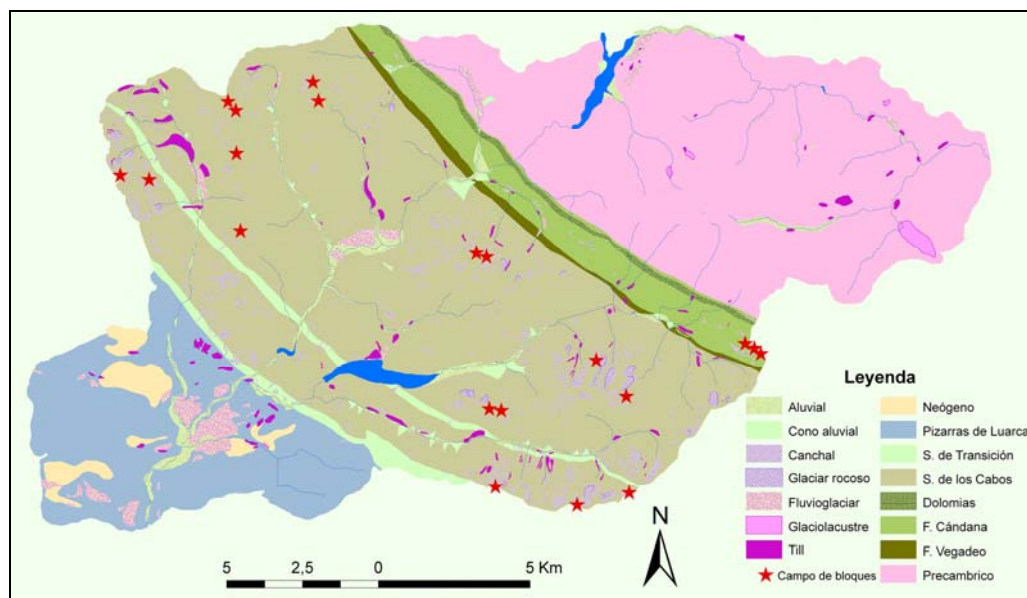 Leyenda
Aluvial
Cono aluvial
Canchal
Glaciar rocoso
Fluvioglaciar
Glaciolacustre
Till
Campo de bloques
Neógeno
Pizarras de Luarca
S. de Transición
S. de los Cabos
Dolomias
F. Cándana
F. Vegadeo
Precambrico
N
5 2,5 0 5 Km